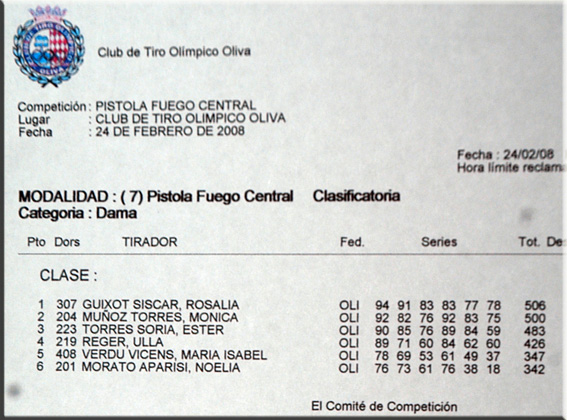 CLUB DE TIRO OLIMPICO
OLIVA
Club de Tiro Olímpico Oliva
Competición : PISTOLA FUEGO CENTRAL
Lugar : CLUB DE TIRO OLIMPICO OLIVA
Fecha : 24 DE FEBRERO DE 2008
Fecha : 24/02/08
Hora límite reclama
MODALIDAD : ( 7) Pistola Fuego Central Clasificatoria
Categoria : Dama
Pto Dors TIRADOR Fed. Series Tot. De
CLASE :
1 307 GUIXOT SISCAR, ROSALIA OLI 94 91 83 83 77 78 506
2 204 MUÑOZ TORRES, MONICA OLI 92 82 76 92 83 75 500
3 223 TORRES SORIA, ESTER OLI 90 85 76 89 84 59 483
4 219 REGER, ULLA OLI 89 71 60 84 62 60 426
5 408 VERDU VICENS, MARIA ISABEL OLI 78 69 53 61 49 37 347
6 201 MORATO APARISI, NOELIA OLI 76 73 61 76 38 18 342
El Comité de Competición